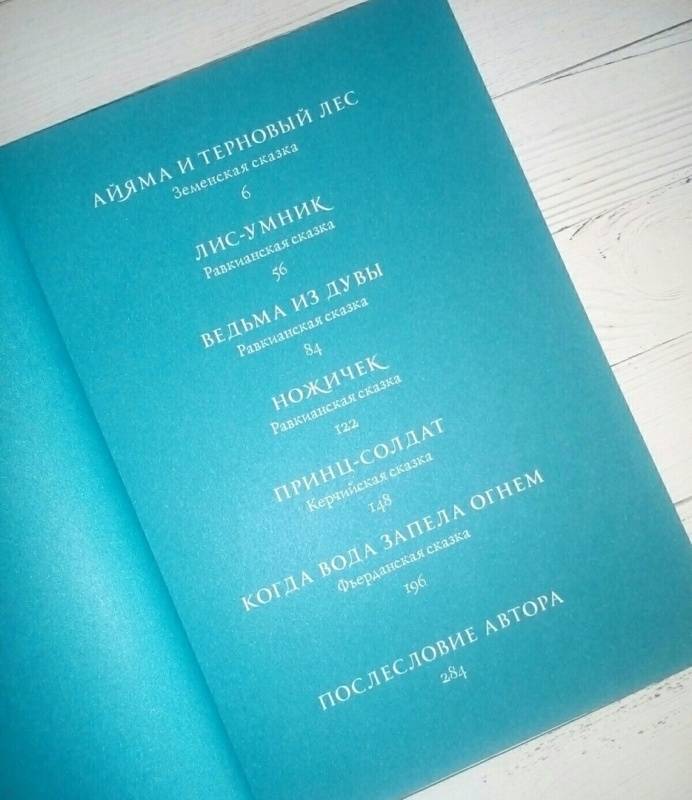 АЙЯМА И ТЕРНОВЫЙ ЛЕС
Земенская сказка
6
ЛИС-УМНИК
Равкианская сказка
56
ВЕДЬМА ИЗ ДУВЫ
Равкианская сказка
84
НОЖИЧЕК
Равкианская сказка
122
ПРИНЦ-СОЛДАТ
Керчийская сказка
148
КОГДА ВОДА ЗАПЕЛА ОГНЕМ
Фьерданская сказка
196
ПОСЛЕСЛОВИЕ АВТОРА
284